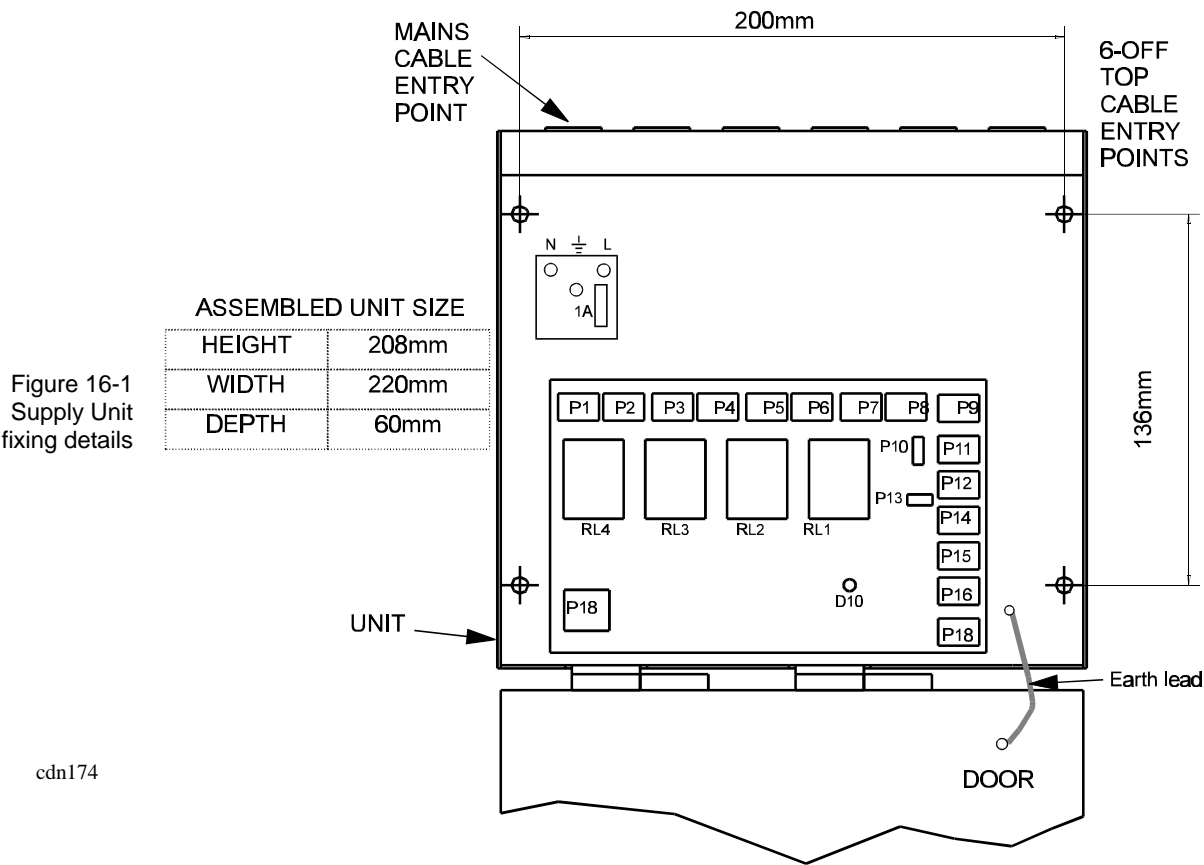 200mm
MAINS
CABLE
ENTRY
POINT
6-OFF
TOP
CABLE
ENTRY
POINTS
N L
1A
ASSEMBLED UNIT SIZE
HEIGHT 208mm
WIDTH 220mm
DEPTH 60mm
Figure 16-1
Supply Unit
fixing details
136mm
P1 P2 P3 P4 P5 P6 P7 P8 P9
P10 P11
P12
P13
P14
RL4 RL3 RL2 RL1
P15
P16
D10
P18
P18
UNIT
Earth lead
DOOR
cdn174